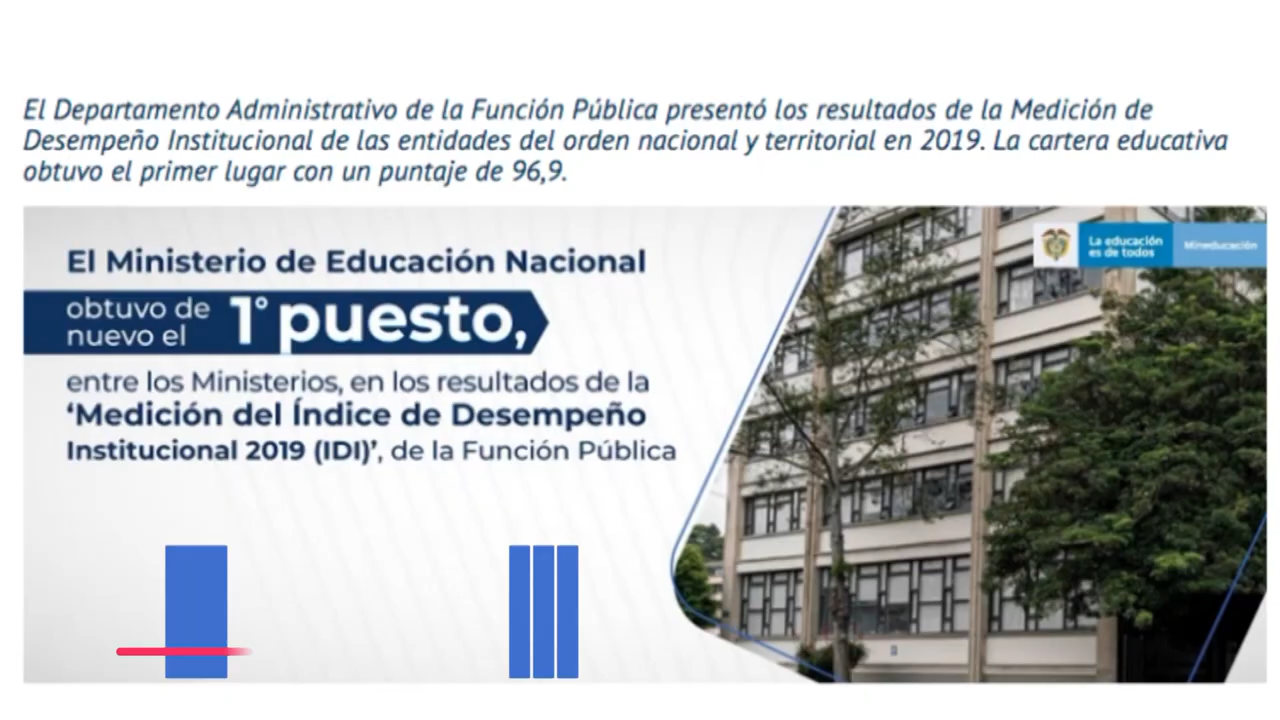 El Departamento Administrativo de la Función Pública presentó los resultados de la Medición de
Desempeño Institucional de las entidades del orden nacional y territorial en 2019. La cartera educativa
obtuvo el primer lugar con un puntaje de 96,9.
El Ministerio de Educación Nacional
obtuvo de
nuevo el
1° puesto,
entre los Ministerios, en los resultados de la
‘Medición del Índice de Desempeño
Institucional 2019 (IDI)’, de la Función Pública
La educación
es de todos
Mineducación